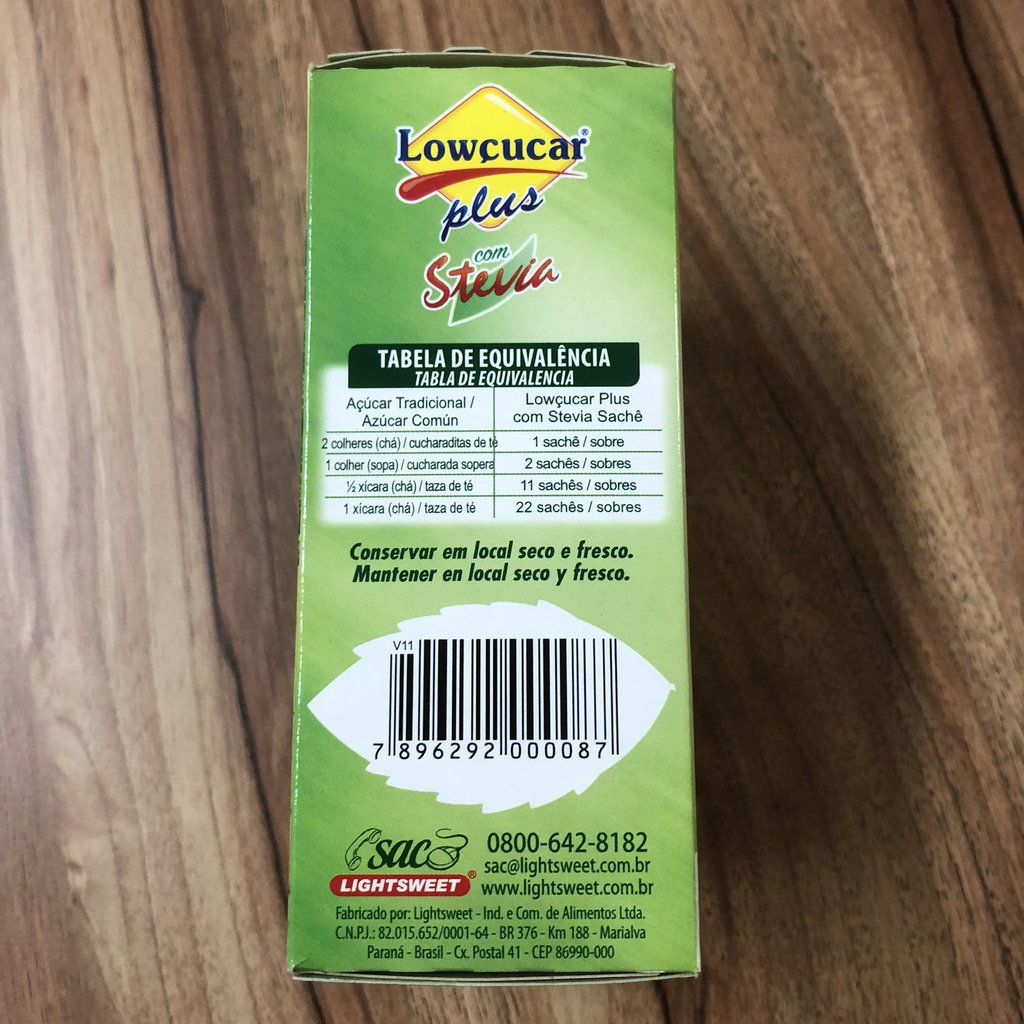 Lowçucar®
plus
com
Stevia
TABELA DE EQUIVALÊNCIA
TABLA DE EQUIVALENCIA
Açúcar Tradicional / Azúcar Común
Lowçucar Plus com Stevia Sachê
2 colheres (chá) / cucharaditas de té 1 sachê / sobre
1 colher (sopa) / cucharada sopera 2 sachês / sobres
½ xícara (chá) / taza de té 11 sachês / sobres
1 xícara (chá) / taza de té 22 sachês / sobres
Conservar em local seco e fresco.
Mantener en local seco y fresco.
V11
7 896292 000087
sac 0800-642-8182
sac@lightsweet.com.br
LIGHTSWEET® www.lightsweet.com.br
Fabricado por: Lightsweet - Ind. e Com. de Alimentos Ltda.
C.N.P.J.: 82.015.652/0001-64 - BR 376 - Km 188 - Marialva
Paraná - Brasil - Cx. Postal 41 - CEP 86990-000